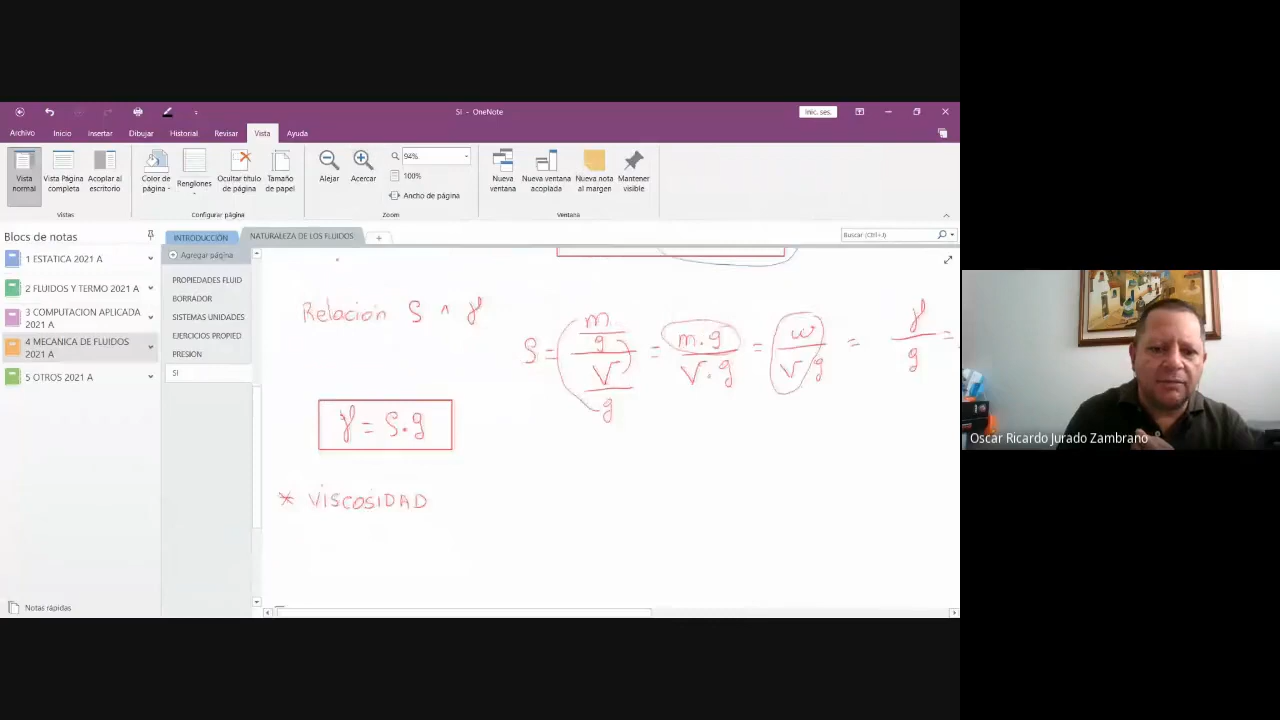 SI - OneNote
Inic. ses.
Archivo Inicio Insertar Dibujar Historial Revisar Vista Ayuda
Vista normal
Vista Página completa
Acoplar al escritorio
Vistas
Color de página
Renglones
Ocultar título de página
Tamaño de papel
Configurar página
Alejar
Acercar
94%
100%
Ancho de página
Zoom
Nueva ventana
Nueva ventana acoplada
Nueva nota al margen
Mantener visible
Ventana
Blocs de notas
1 ESTATICA 2021 A
2 FLUIDOS Y TERMO 2021 A
3 COMPUTACION APLICADA 2021 A
4 MECANICA DE FLUIDOS 2021 A
5 OTROS 2021 A
Notas rápidas
INTRODUCCIÓN
NATURALEZA DE LOS FLUIDOS
Buscar (Ctrl+J)
Agregar página
PROPIEDADES FLUID
BORRADOR
SISTEMAS UNIDADES
EJERCICIOS PROPIED
PRESION
SI
Relación S ^ γ
S = m/g / V/g = m.g / V.g = w / V g = γ / g =
γ = S.g
* VISCOSIDAD
Oscar Ricardo Jurado Zambrano